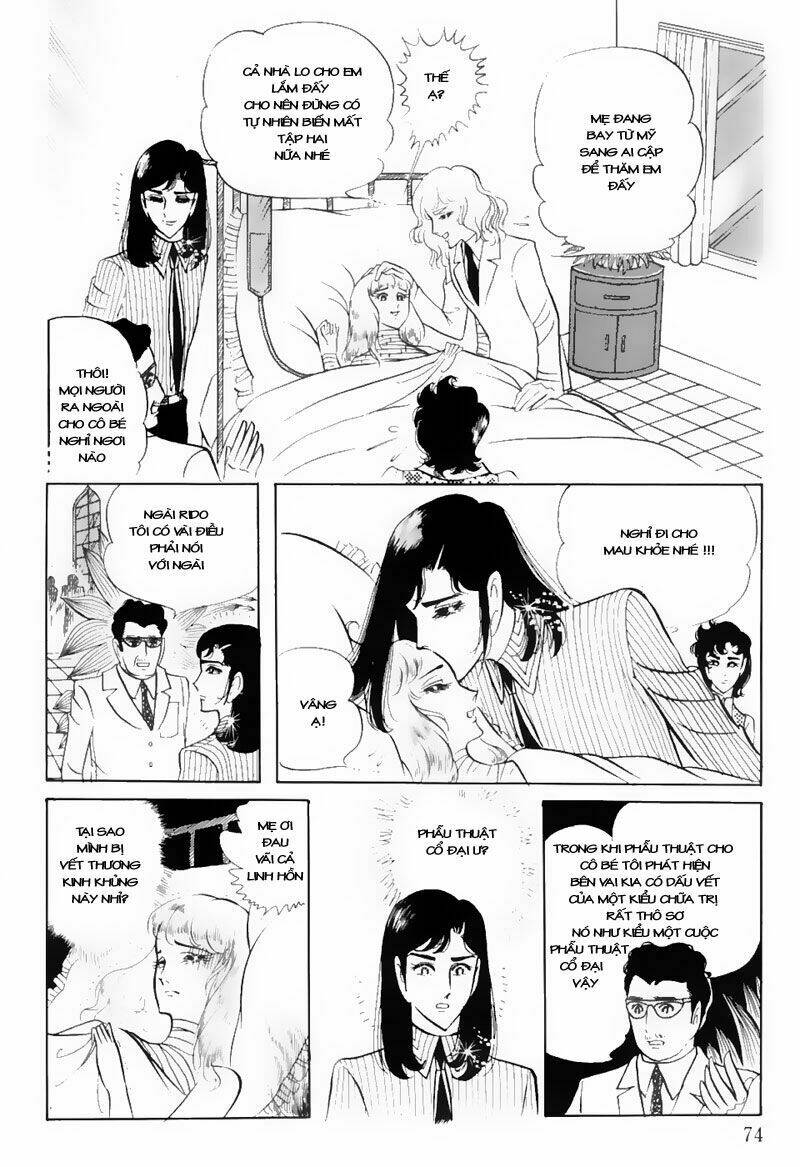 CẢ NHÀ LO CHO EM
LẮM ĐẤY
CHO NÊN ĐỪNG CÓ
TỰ NHIÊN BIẾN MẤT
TẬP HAI
NỮA NHÉ
THẾ
Ạ?
MẸ ĐANG
BAY TỪ MỸ
SANG AI CẬP
ĐỂ THĂM EM
ĐẤY
THÔI!
MỌI NGƯỜI
RA NGOÀI
CHO CÔ BÉ
NGHỈ NGƠI
NÀO
NGÀI RIDO
TÔI CÓ VÀI ĐIỀU
PHẢI NÓI
VỚI NGÀI
NGHỈ ĐI CHO
MAU KHỎE NHÉ !!!
VÂNG
Ạ!
TẠI SAO
MÌNH BỊ
VẾT THƯƠNG
KINH KHỦNG
NÀY NHỈ?
MẸ ƠI
ĐAU
VÃI CẢ
LINH HỒN
PHẪU THUẬT
CỔ ĐẠI Ư?
TRONG KHI PHẪU THUẬT CHO
CÔ BÉ TÔI PHÁT HIỆN
BÊN VAI KIA CÓ DẤU VẾT
CỦA MỘT KIỂU CHỮA TRỊ
RẤT THÔ SƠ
NÓ NHƯ KIỂU MỘT CUỘC
PHẪU THUẬT
CỔ ĐẠI
VẬY
74